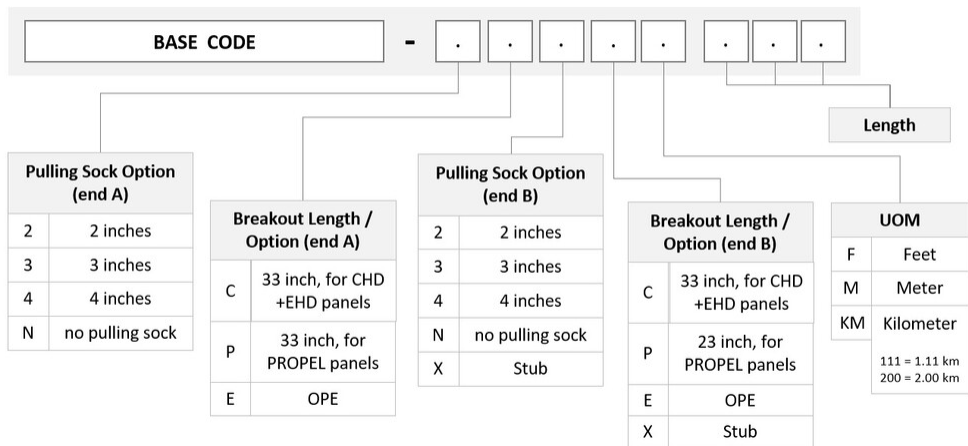 BASE CODE - . . . . . . . .
Length
Pulling Sock Option
(end A)
2 2 inches
3 3 inches
4 4 inches
N no pulling sock
Breakout Length /
Option (end A)
C 33 inch, for CHD
+EHD panels
P 33 inch, for
PROPEL panels
E OPE
Pulling Sock Option
(end B)
2 2 inches
3 3 inches
4 4 inches
N no pulling sock
X Stub
Breakout Length /
Option (end B)
C 33 inch, for CHD
+EHD panels
P 23 inch, for
PROPEL panels
E OPE
X Stub
UOM
F Feet
M Meter
KM Kilometer
111 = 1.11 km
200 = 2.00 km